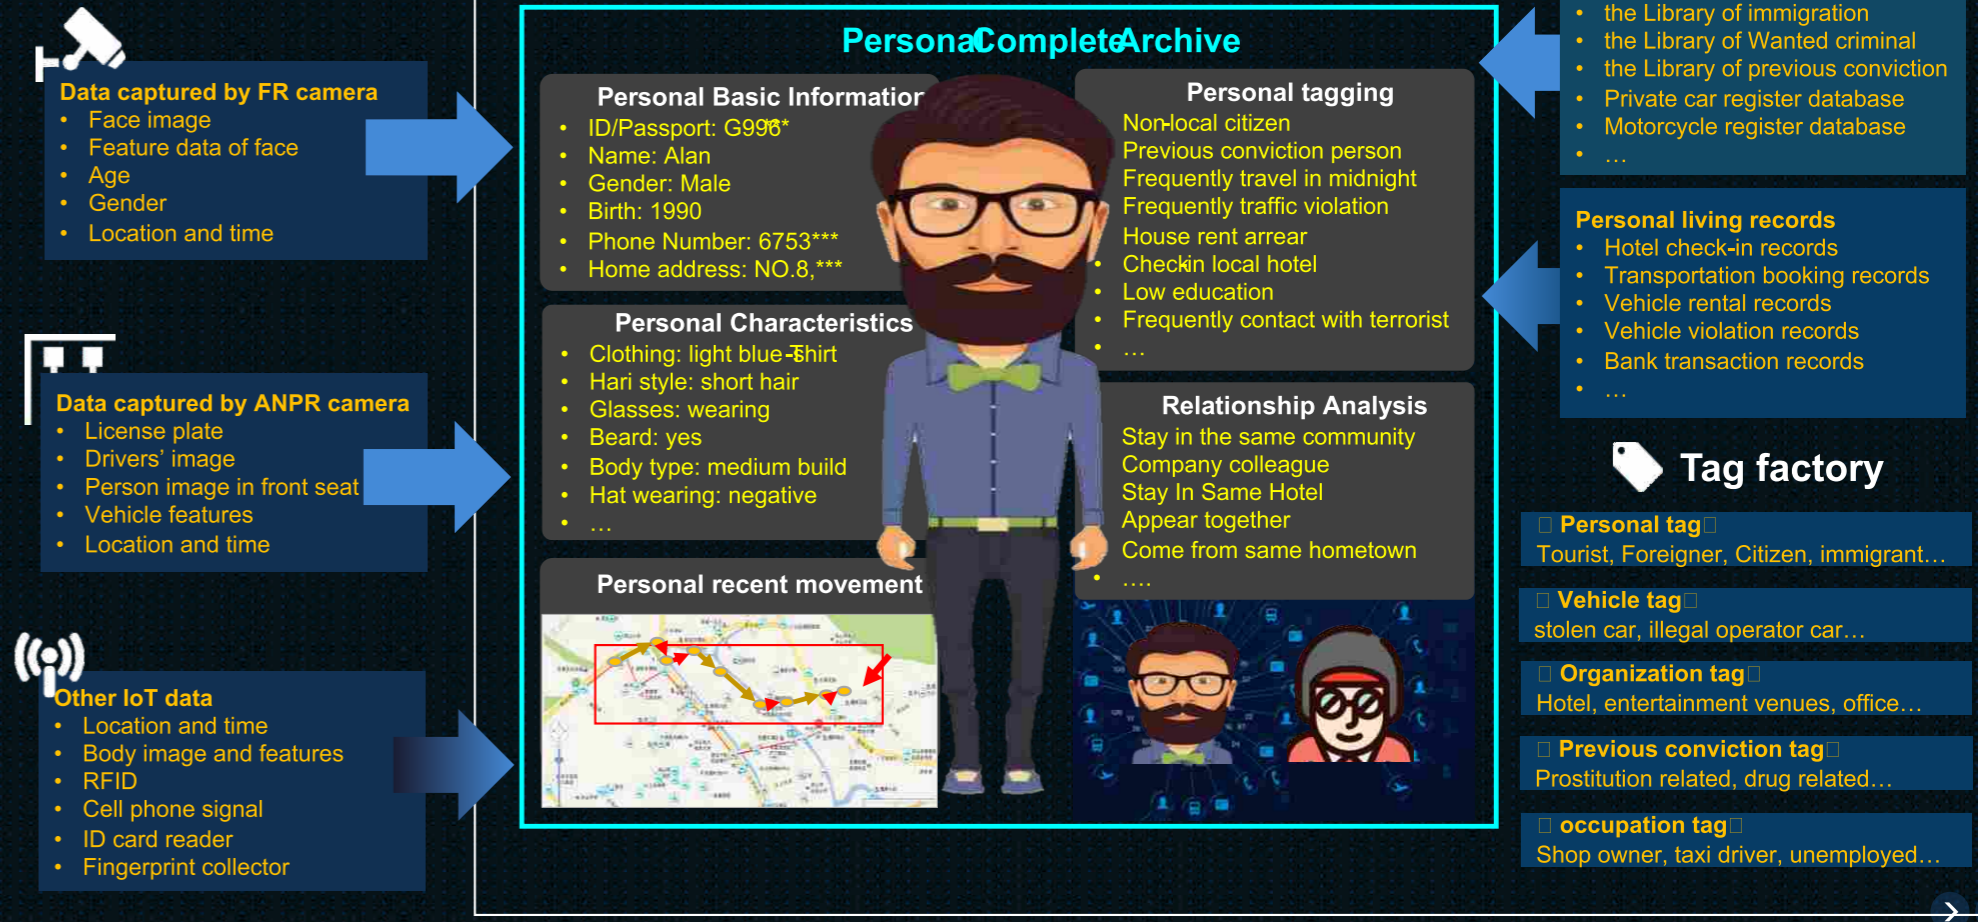 Data captured by FR camera
• Face image
• Feature data of face
• Age
• Gender
• Location and time
Data captured by ANPR camera
• License plate
• Drivers’ image
• Person image in front seat
• Vehicle features
• Location and time
Other IoT data
• Location and time
• Body image and features
• RFID
• Cell phone signal
• ID card reader
• Fingerprint collector
Personal Complete Archive
Personal Basic Information
• ID/Passport: G996**
• Name: Alan
• Gender: Male
• Birth: 1990
• Phone Number: 6753***
• Home address: NO.8,***
Personal Characteristics
• Clothing: light blue T-Shirt
• Hari style: short hair
• Glasses: wearing
• Beard: yes
• Body type: medium build
• Hat wearing: negative
• …
Personal recent movement
Personal tagging
Non-local citizen
Previous conviction person
Frequently travel in midnight
Frequently traffic violation
House rent arrear
• Check-in local hotel
• Low education
• Frequently contact with terrorist
• …
Relationship Analysis
Stay in the same community
Company colleague
Stay In Same Hotel
Appear together
Come from same hometown
• ….
• the Library of immigration
• the Library of Wanted criminal
• the Library of previous conviction
• Private car register database
• Motorcycle register database
• …
Personal living records
• Hotel check-in records
• Transportation booking records
• Vehicle rental records
• Vehicle violation records
• Bank transaction records
• …
Tag factory
Personal tag
Tourist, Foreigner, Citizen, immigrant…
Vehicle tag
stolen car, illegal operator car…
Organization tag
Hotel, entertainment venues, office…
Previous conviction tag
Prostitution related, drug related…
occupation tag
Shop owner, taxi driver, unemployed…